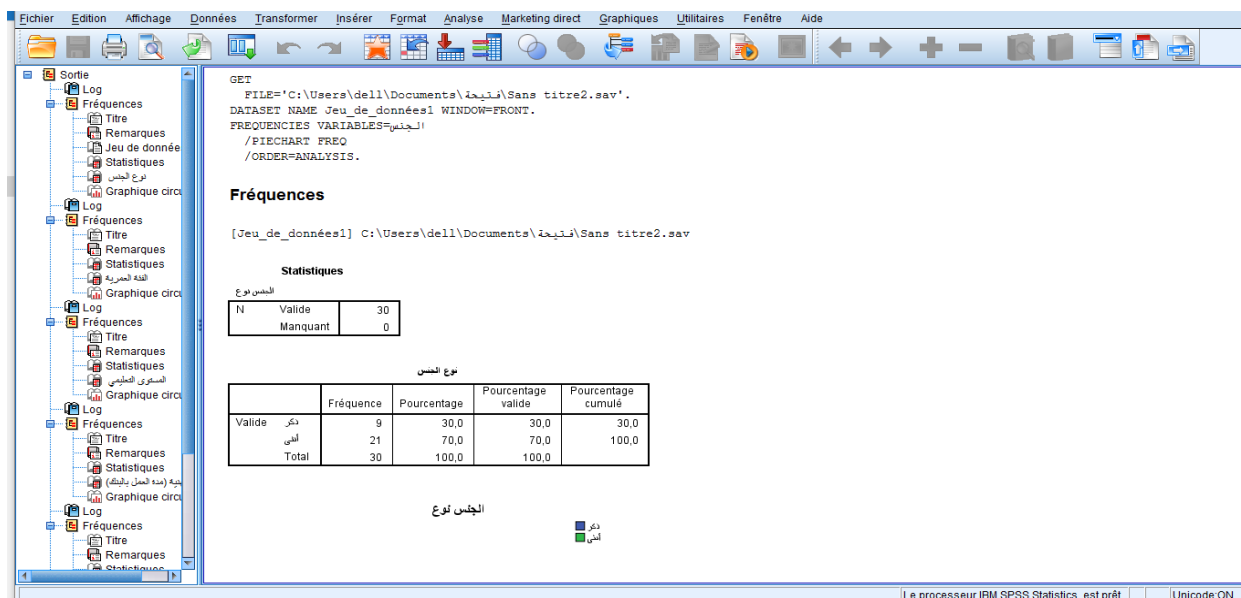 Fichier Edition Affichage Données Transformer Insérer Format Analyse Marketing direct Graphiques Utilitaires Fenêtre Aide
Sortie
Log
Fréquences
Titre
Remarques
Jeu de donnée
Statistiques
نوع الجنس
Graphique circu
Log
Fréquences
Titre
Remarques
Statistiques
الفئة العمرية
Graphique circu
Log
Fréquences
Titre
Remarques
Statistiques
المستوى التعليمي
Graphique circu
Log
Fréquences
Titre
Remarques
Statistiques
(مدة العمل بالبنك)
Graphique circu
Log
Fréquences
Titre
Remarques
Statistiques
GET
FILE='C:\Users\dell\Documents\فتيحة\Sans titre2.sav'.
DATASET NAME Jeu_de_données1 WINDOW=FRONT.
FREQUENCIES VARIABLES=الجنس
/PIECHART FREQ
/ORDER=ANALYSIS.
Fréquences
[Jeu_de_données1] C:\Users\dell\Documents\فتيحة\Sans titre2.sav
Statistiques
الجنس نوع
N Valide 30
Manquant 0
نوع الجنس
Fréquence Pourcentage Pourcentage valide Pourcentage cumulé
Valide ذكر 9 30,0 30,0 30,0
أنثى 21 70,0 70,0 100,0
Total 30 100,0 100,0
الجنس نوع
ذكر
أنثى
Le processeur IBM SPSS Statistics est prêt Unicode:ON